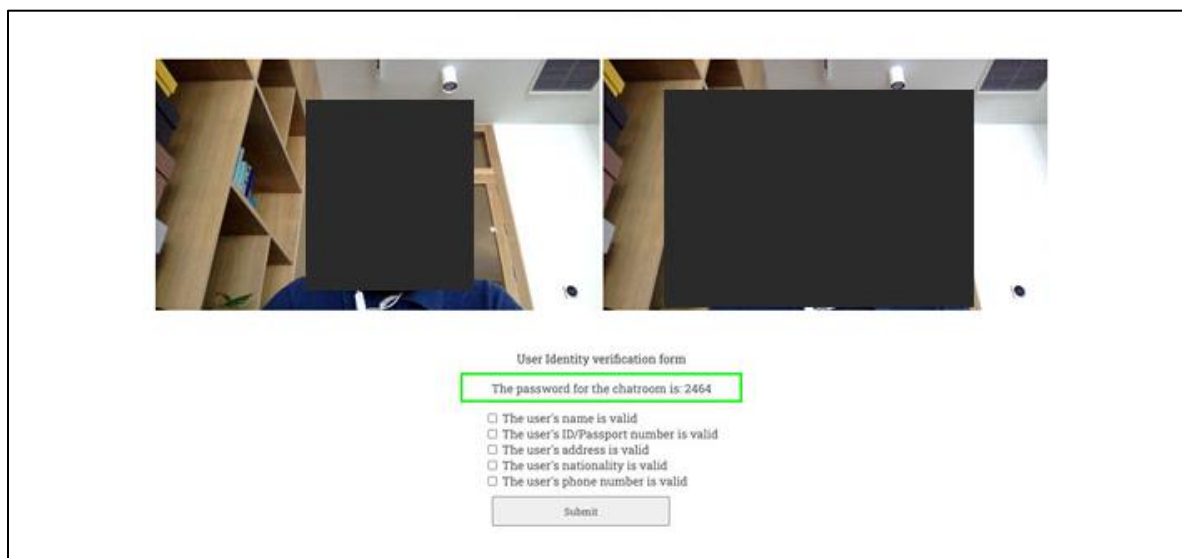 User Identity verification form
The password for the chatroom is: 2464
The user's name is valid
The user's ID/Passport number is valid
The user's address is valid
The user's nationality is valid
The user's phone number is valid
Submit